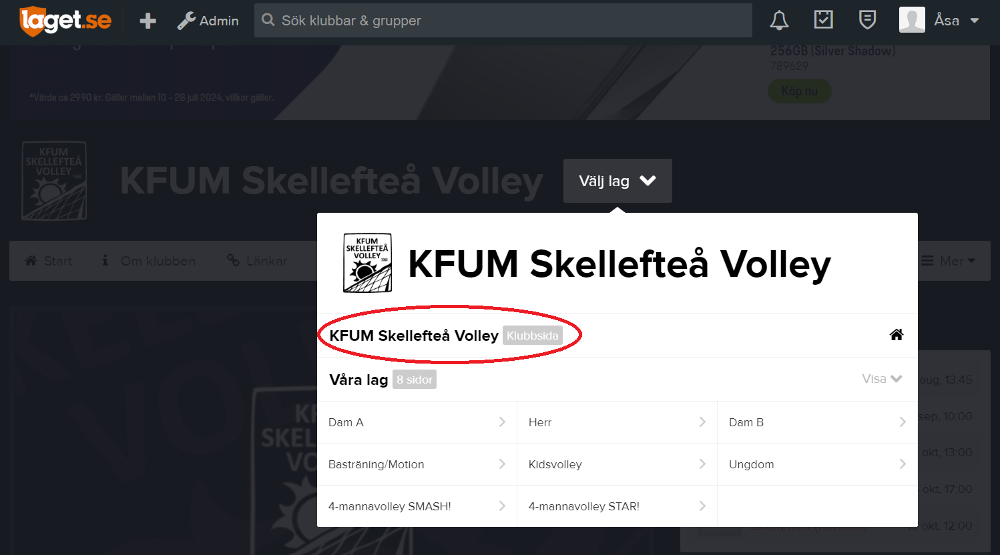 laget.se
Admin
Sök klubbar & grupper
Åsa
256GB (Silver Shadow)
789629
*Värde ca 2990 kr. Gäller mellan 10 – 28 juli 2024, villkor gäller.
Köp nu
KFUM
SKELLEFTEÅ
VOLLEY
KFUM Skellefteå Volley
Välj lag
Start
Om klubben
Länkar
Mer
KFUM
SKELLEFTEÅ
VOLLEY
1968
KFUM Skellefteå Volley
KFUM Skellefteå Volley Klubbsida
Våra lag 8 sidor
Visa
aug, 13:45
Dam A
Herr
Dam B
sep, 10:00
Basträning/Motion
Kidsvolley
Ungdom
okt, 13:00
4-mannavolley SMASH!
4-mannavolley STAR!
okt, 17:00
okt, 12:00